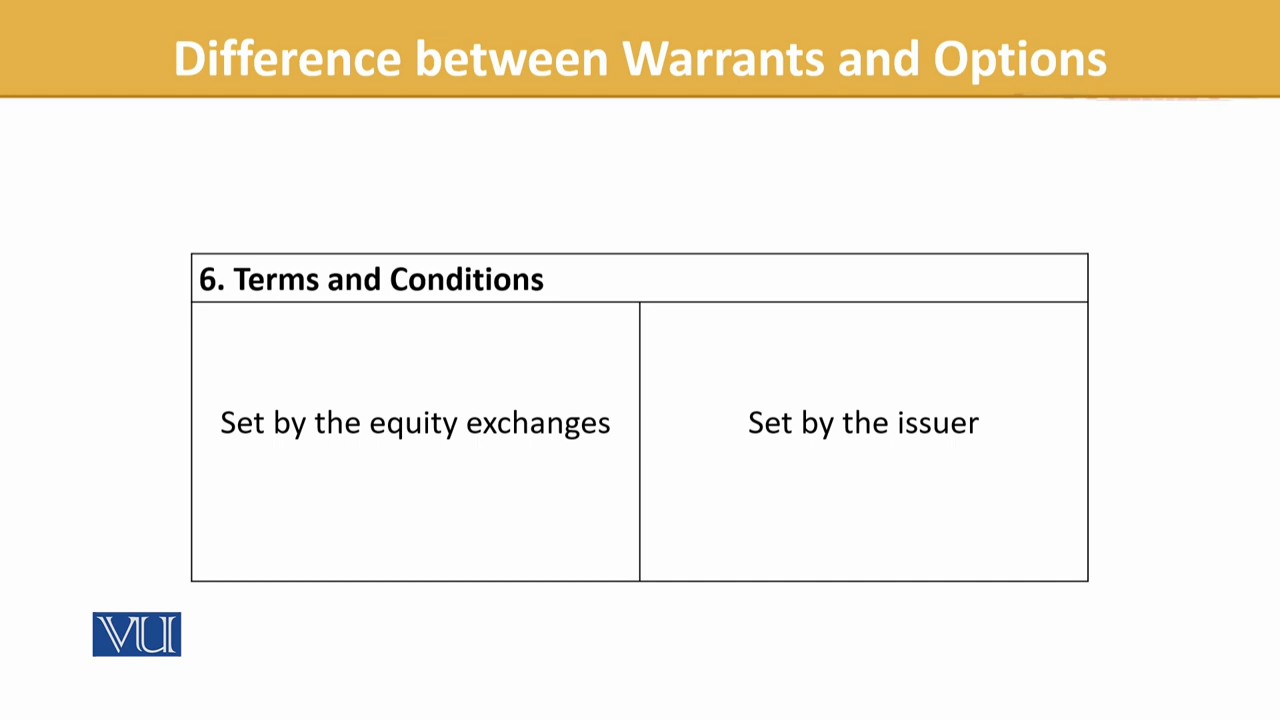 Difference between Warrants and Options
6. Terms and Conditions
Set by the equity exchanges
Set by the issuer
VU